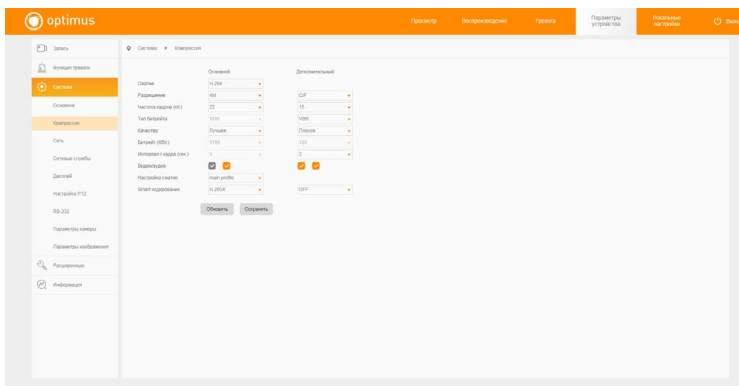 optimus
Просмотр Воспроизведение Тревога Параметры устройства Локальные настройки
Запись
Функция тревоги
Система
Основное
Компрессия
Сеть
Сетевые службы
Дисплей
Настройка PTZ
RS-232
Параметры камеры
Параметры изображения
Расширенные
Информация
Система Компрессия
Основной Дополнительный
Сжатие H.264
Разрешение 4M CIF
Частота кадров (к/с) 22 15
Тип битрейта VBR
Качество Лучшее Плохое
Битрейт (Кб/с)
Интервал I кадра (сек.) 2 2
Видео/аудио
Настройка сжатия main profile
Smart кодирование H.265X OFF
Обновить Сохранить